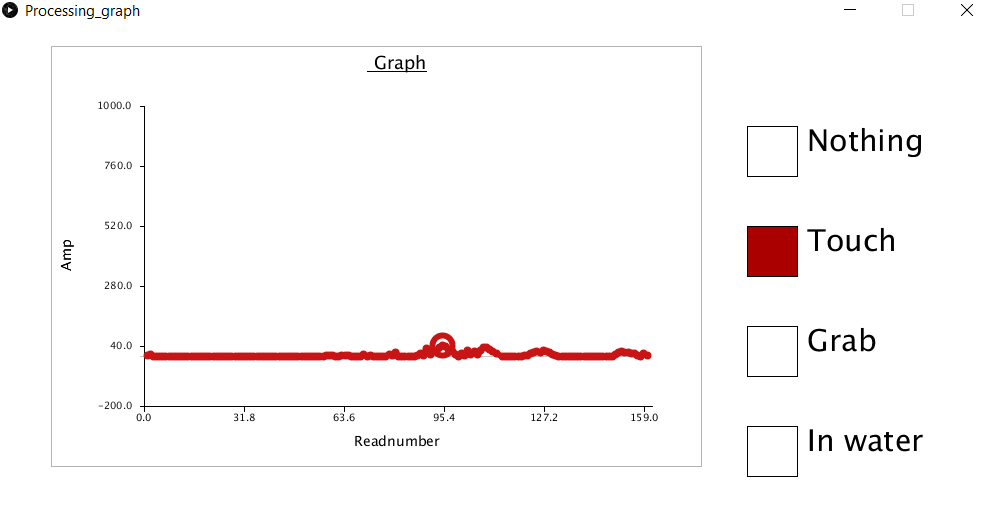 Processing_graph
Graph
1000.0
760.0
520.0
280.0
40.0
-200.0
Amp
0.0 31.8 63.6 95.4 127.2 159.0
Readnumber
Nothing
Touch
Grab
In water